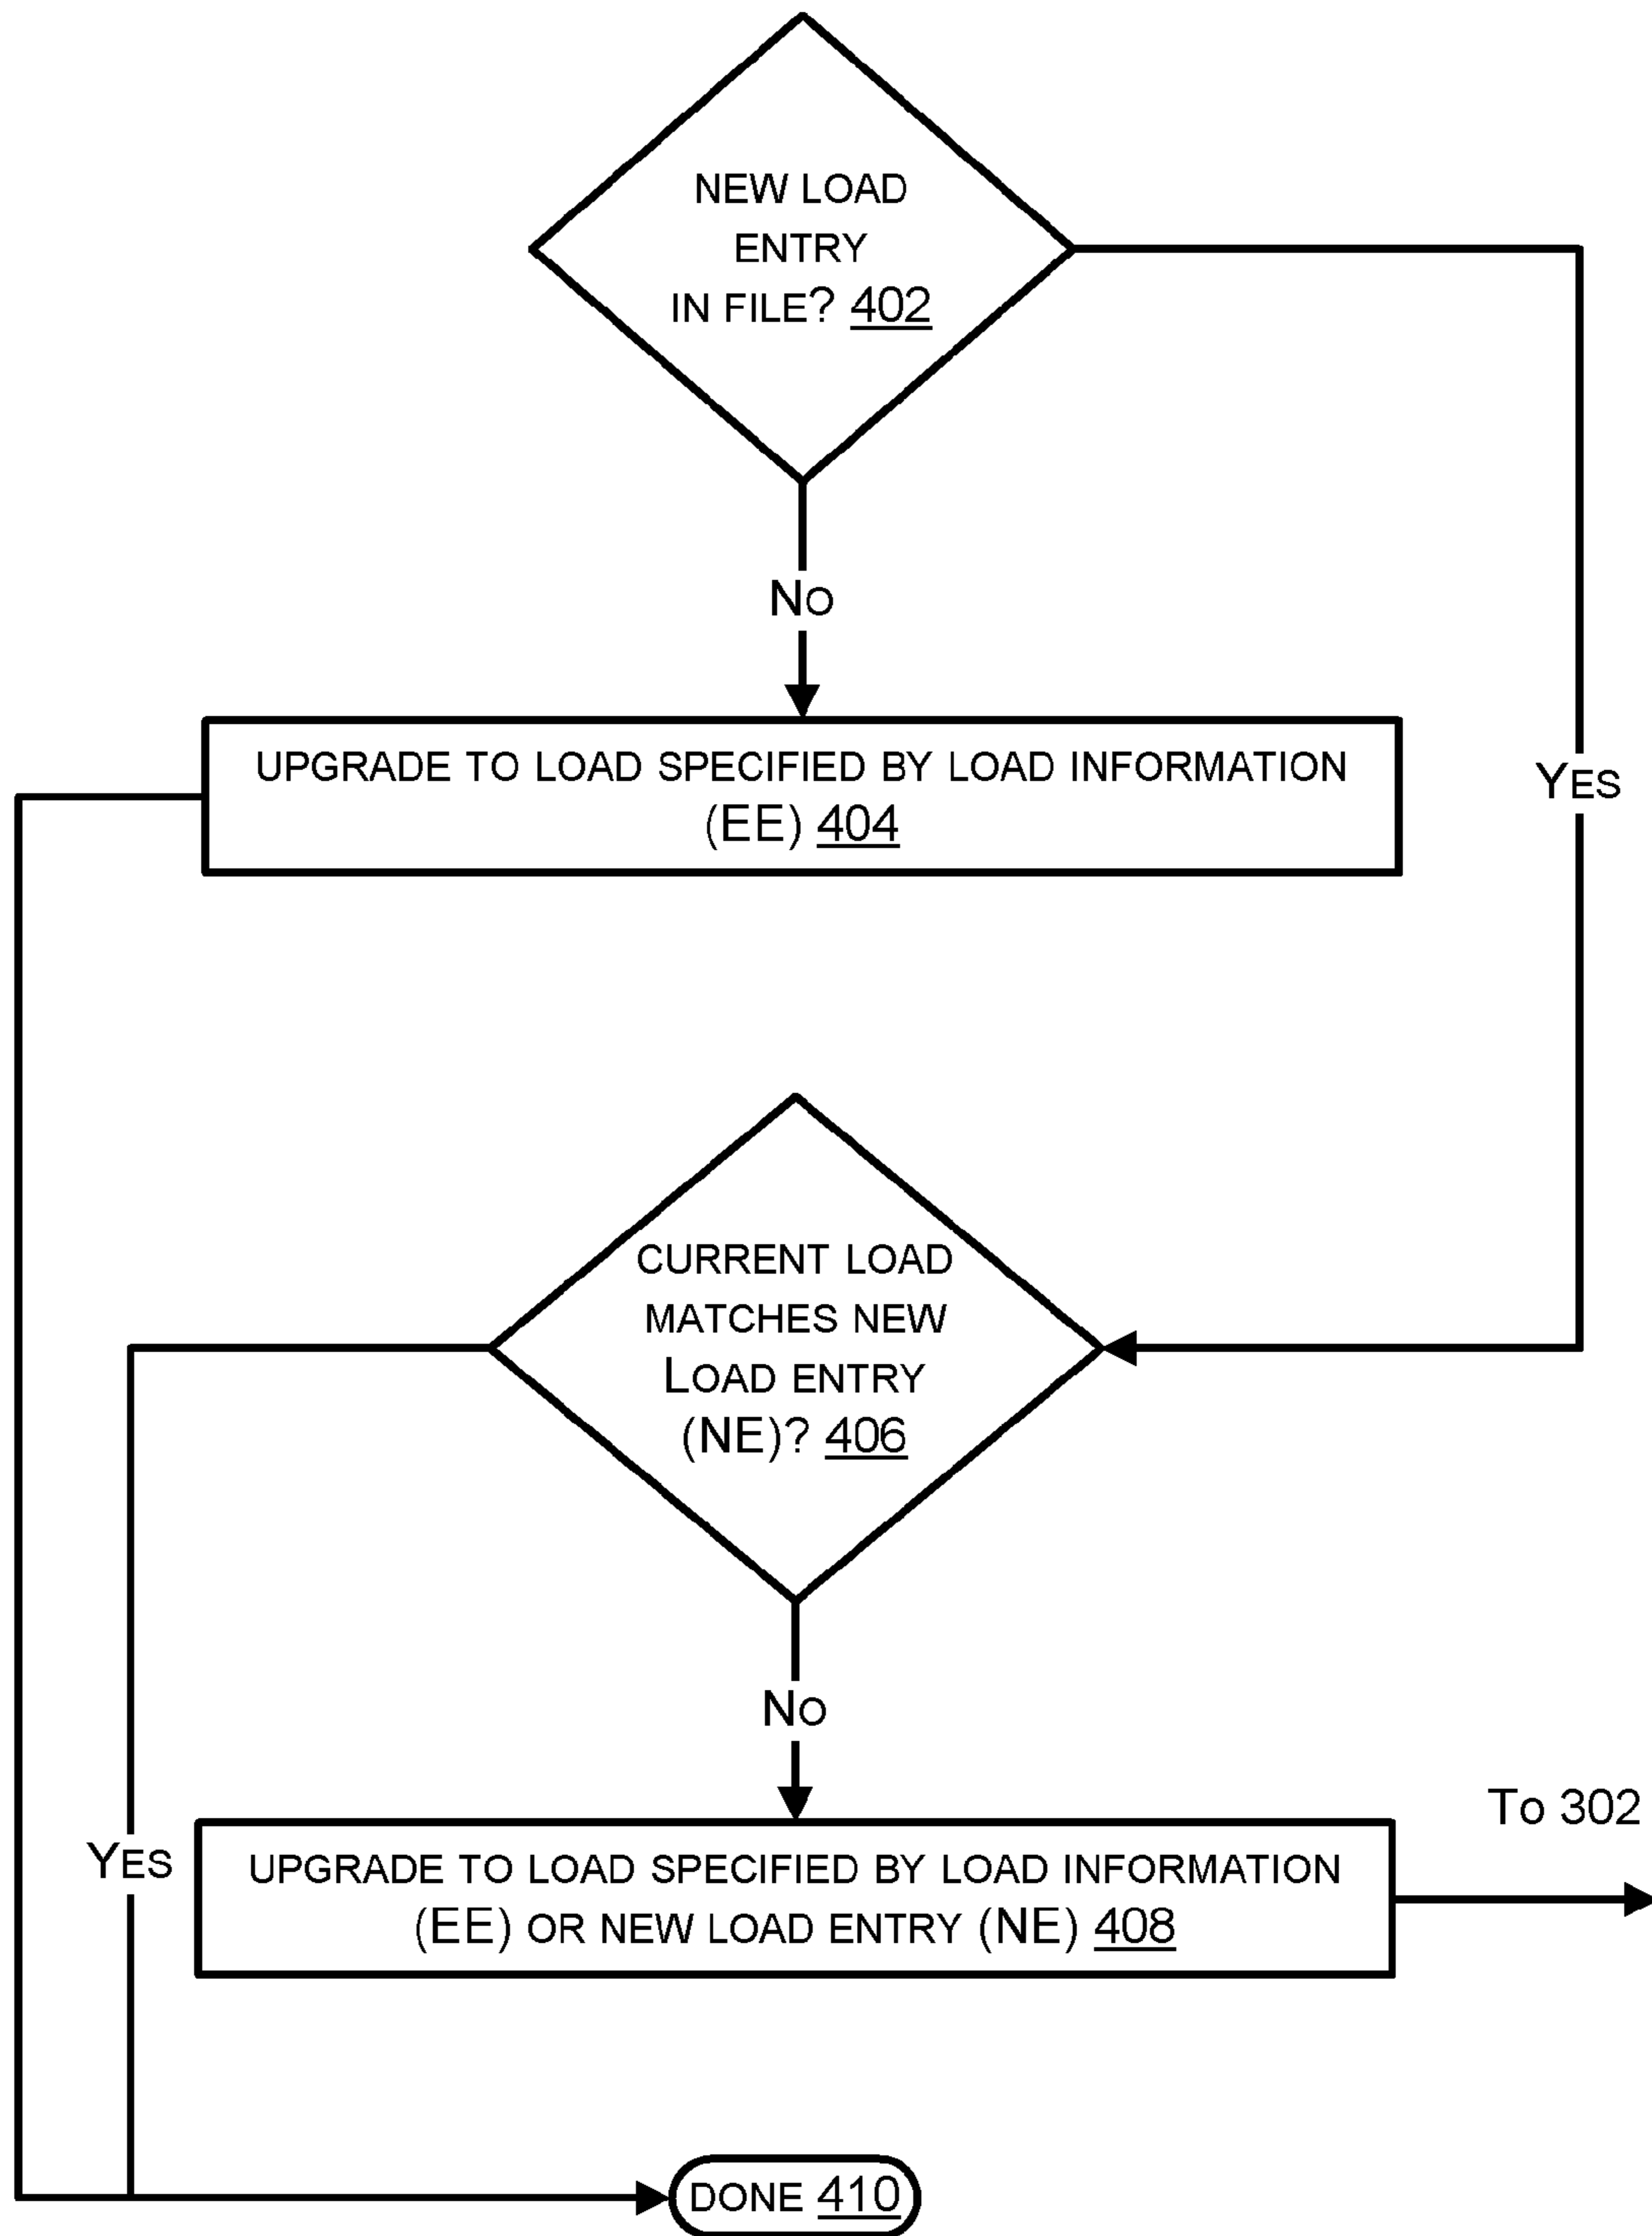 NEW LOAD
ENTRY
IN FILE? 402
NO
UPGRADE TO LOAD SPECIFIED BY LOAD INFORMATION
(EE) 404
YES
CURRENT LOAD
MATCHES NEW
LOAD ENTRY
(NE)? 406
NO
YES
UPGRADE TO LOAD SPECIFIED BY LOAD INFORMATION
(EE) OR NEW LOAD ENTRY (NE) 408
TO 302
DONE 410